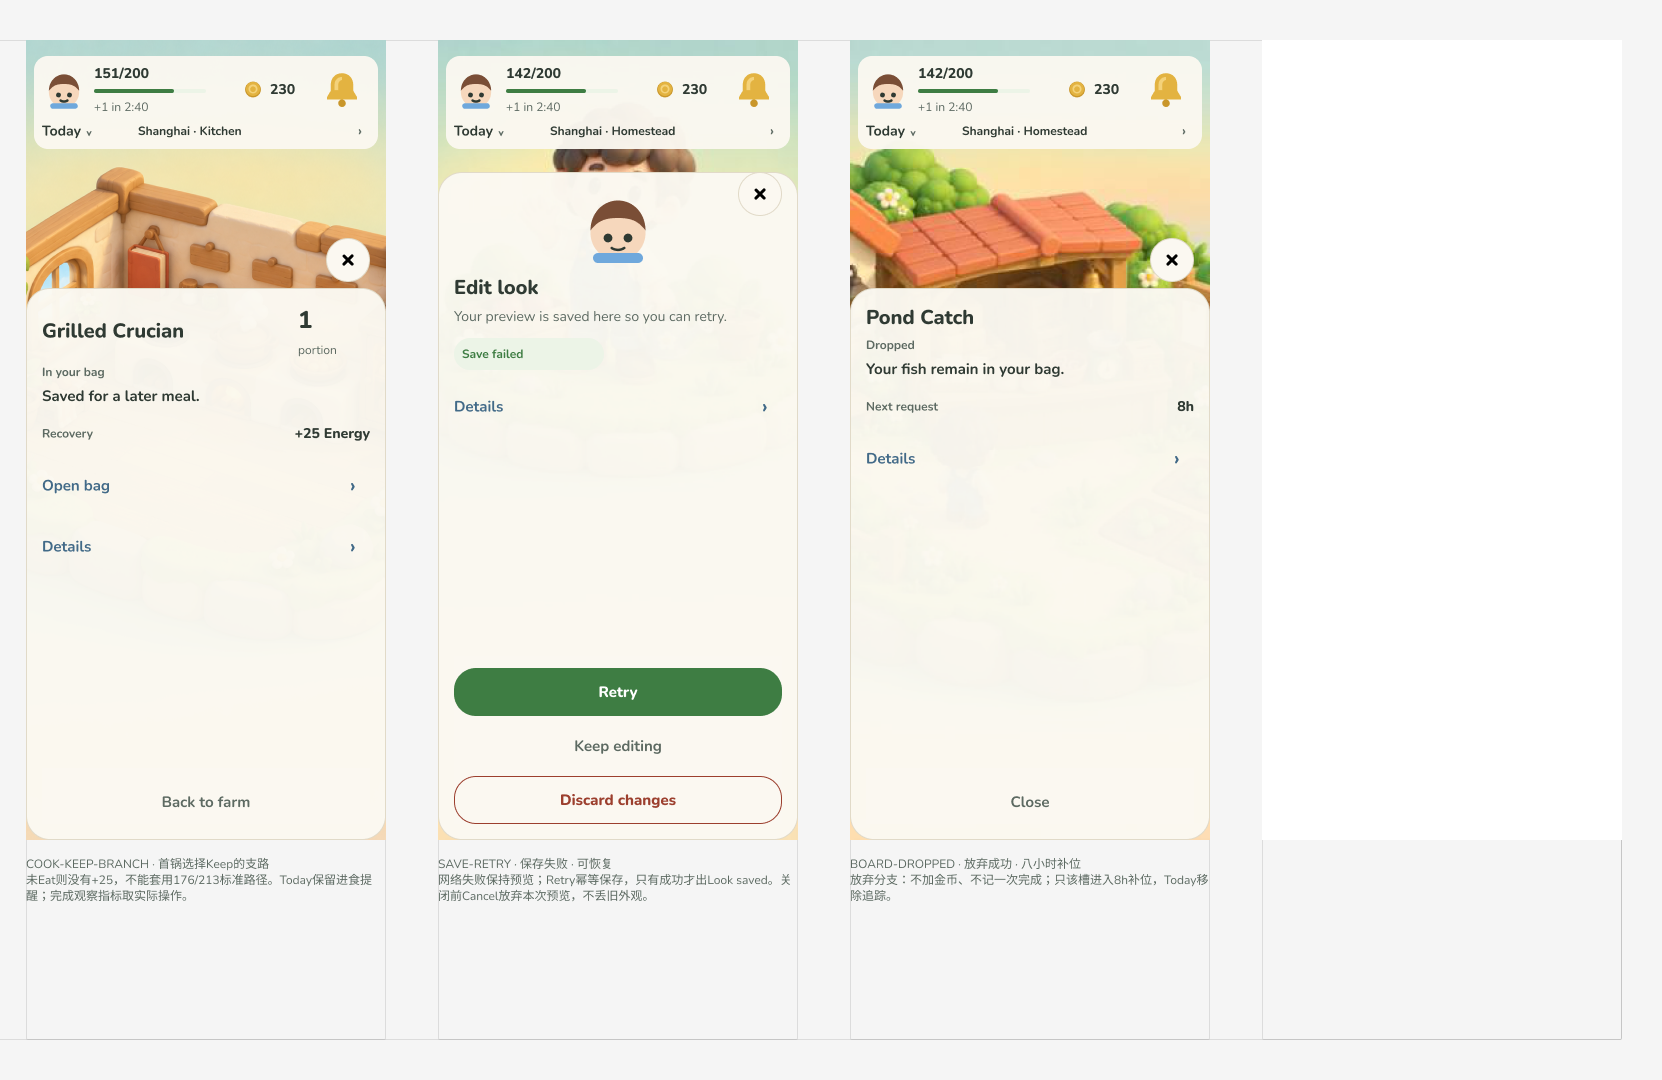 151/200
+1 in 2:40
230
Today v
Shanghai · Kitchen ›
Grilled Crucian
1
portion
In your bag
Saved for a later meal.
Recovery +25 Energy
Open bag ›
Details ›
Back to farm
COOK-KEEP-BRANCH · 首锅选择Keep的支路
未Eat则没有+25，不能套用176/213标准路径。Today保留进食提
醒；完成观察指标取实际操作。
142/200
+1 in 2:40
230
Today v
Shanghai · Homestead ›
Edit look
Your preview is saved here so you can retry.
Save failed
Details ›
Retry
Keep editing
Discard changes
SAVE-RETRY · 保存失败 · 可恢复
网络失败保持预览；Retry幂等保存，只有成功才出Look saved。关
闭前Cancel放弃本次预览，不丢旧外观。
142/200
+1 in 2:40
230
Today v
Shanghai · Homestead ›
Pond Catch
Dropped
Your fish remain in your bag.
Next request 8h
Details ›
Close
BOARD-DROPPED · 放弃成功 · 八小时补位
放弃分支：不加金币、不记一次完成；只该槽进入8h补位，Today移
除追踪。